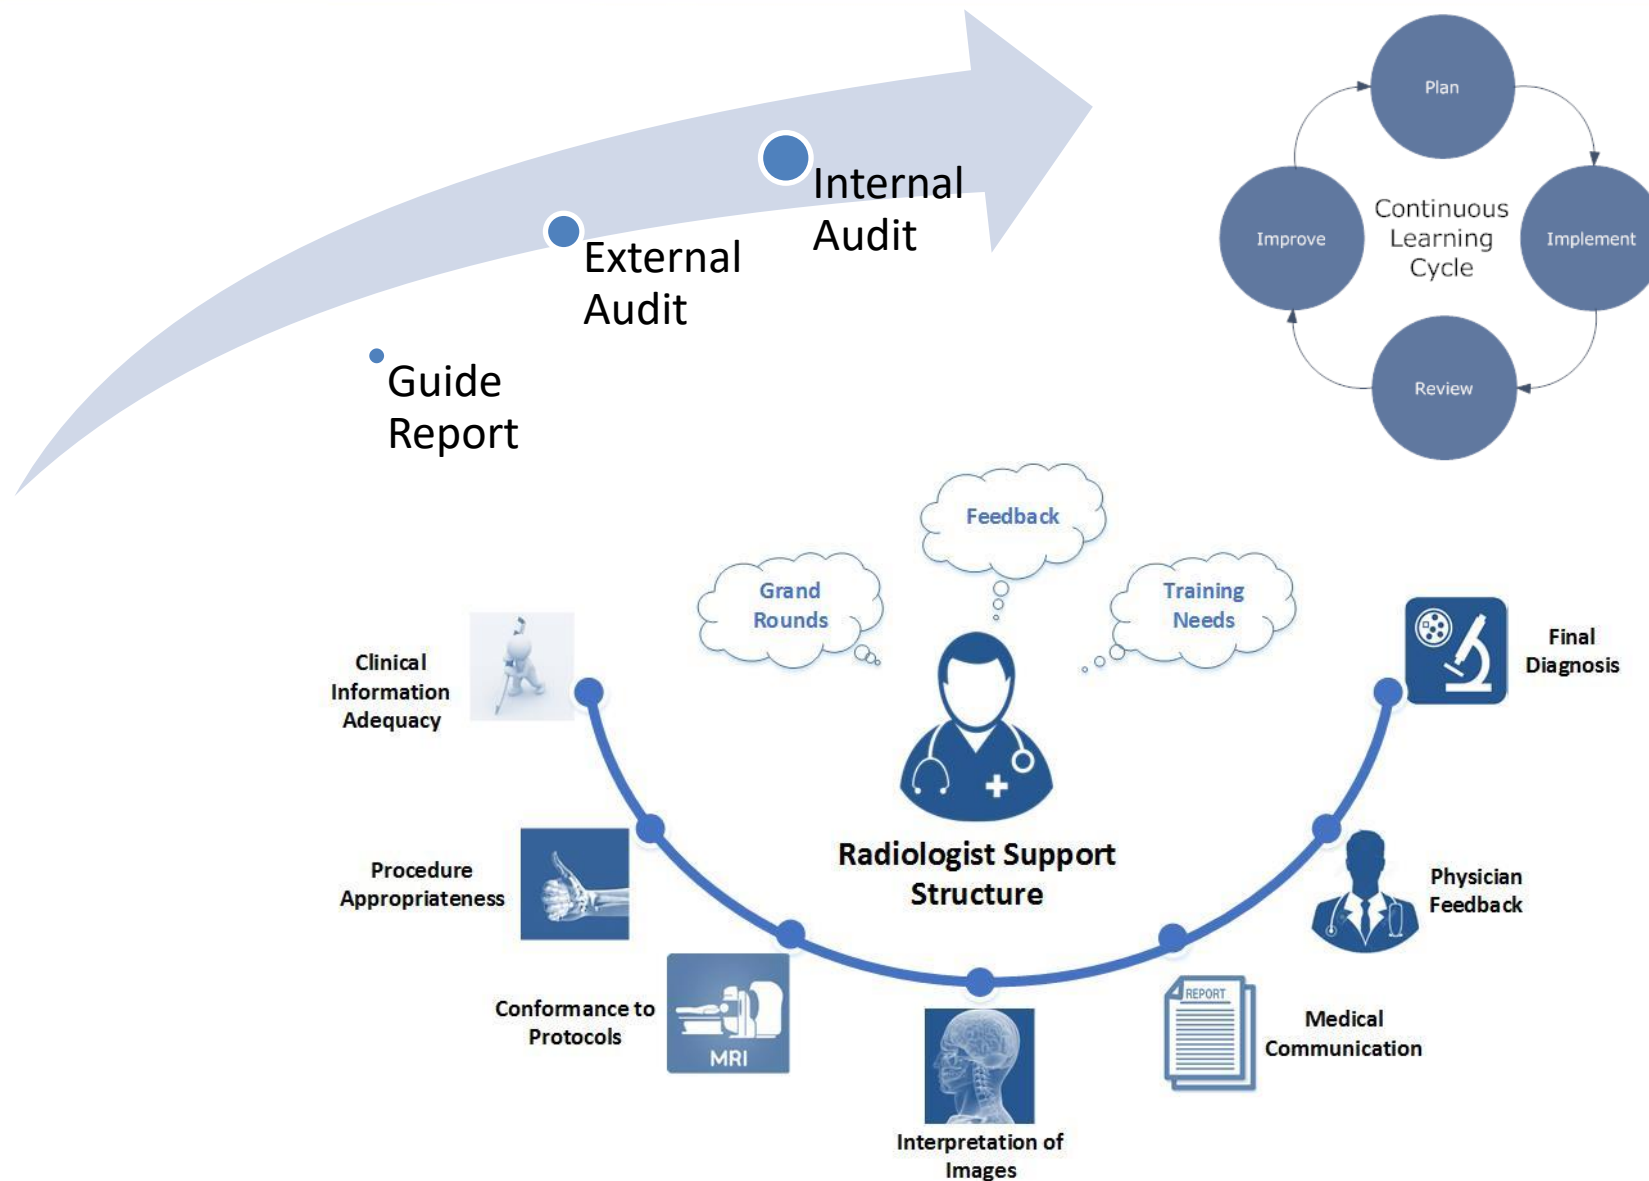 Internal
Audit
External
Audit
Guide
Report
Plan
Implement
Review
Improve
Continuous
Learning
Cycle
Feedback
Grand
Rounds
Training
Needs
Radiologist Support
Structure
Clinical
Information
Adequacy
Procedure
Appropriateness
Conformance to
Protocols
MRI
Interpretation of
Images
REPORT
Medical
Communication
Physician
Feedback
Final
Diagnosis